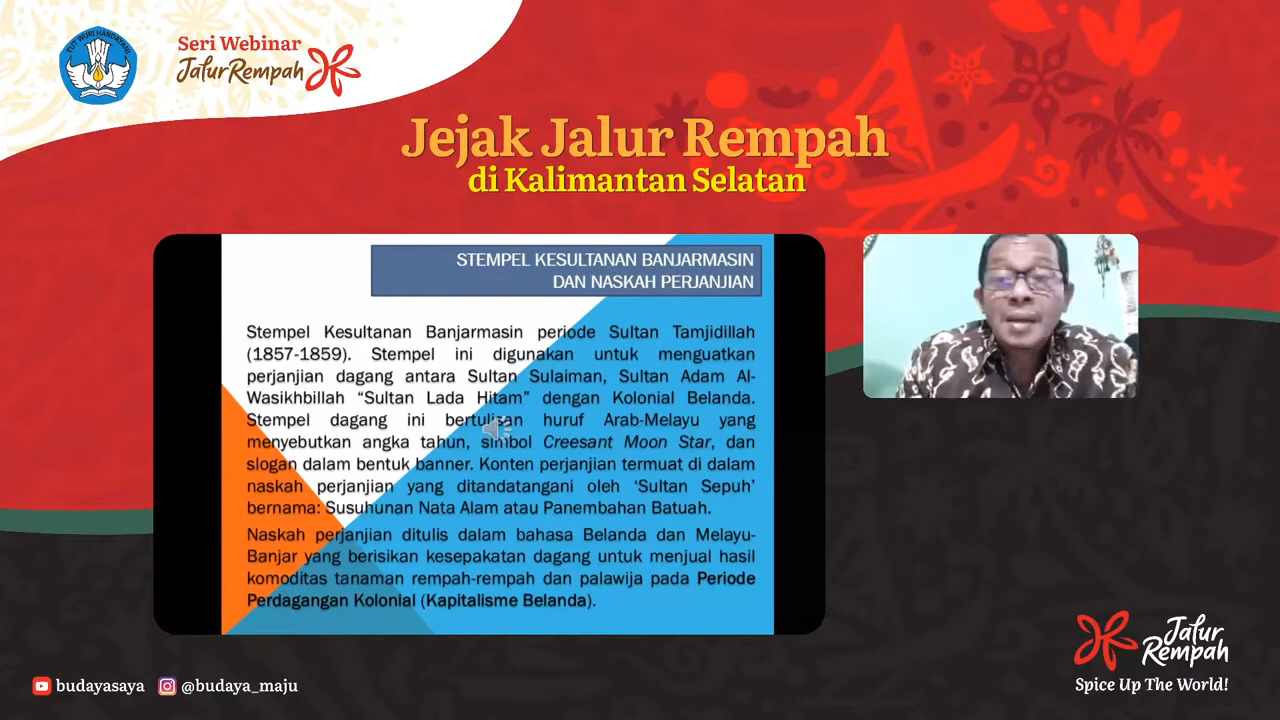 TUT WURI HANDAYANI
Seri Webinar
Jalur Rempah
Jejak Jalur Rempah
di Kalimantan Selatan
STEMPEL KESULTANAN BANJARMASIN
DAN NASKAH PERJANJIAN
Stempel Kesultanan Banjarmasin periode Sultan Tamjidillah
(1857-1859). Stempel ini digunakan untuk menguatkan
perjanjian dagang antara Sultan Sulaiman, Sultan Adam Al-
Wasikhbillah “Sultan Lada Hitam” dengan Kolonial Belanda.
Stempel dagang ini bertulisan huruf Arab-Melayu yang
menyebutkan angka tahun, simbol Creesant Moon Star, dan
slogan dalam bentuk banner. Konten perjanjian termuat di dalam
naskah perjanjian yang ditandatangani oleh ‘Sultan Sepuh’
bernama: Susuhunan Nata Alam atau Panembahan Batuah.
Naskah perjanjian ditulis dalam bahasa Belanda dan Melayu-
Banjar yang berisikan kesepakatan dagang untuk menjual hasil
komoditas tanaman rempah-rempah dan palawija pada Periode
Perdagangan Kolonial (Kapitalisme Belanda).
Jalur
Rempah
Spice Up The World!
budayasaya
@budaya_maju